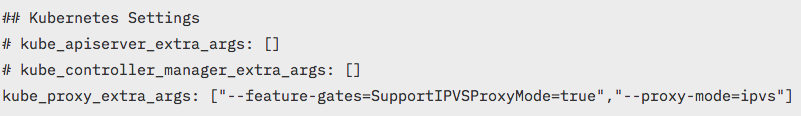 ## Kubernetes Settings
# kube_apiserver_extra_args: []
# kube_controller_manager_extra_args: []
kube_proxy_extra_args: ["--feature-gates=SupportIPVSProxyMode=true","--proxy-mode=ipvs"]